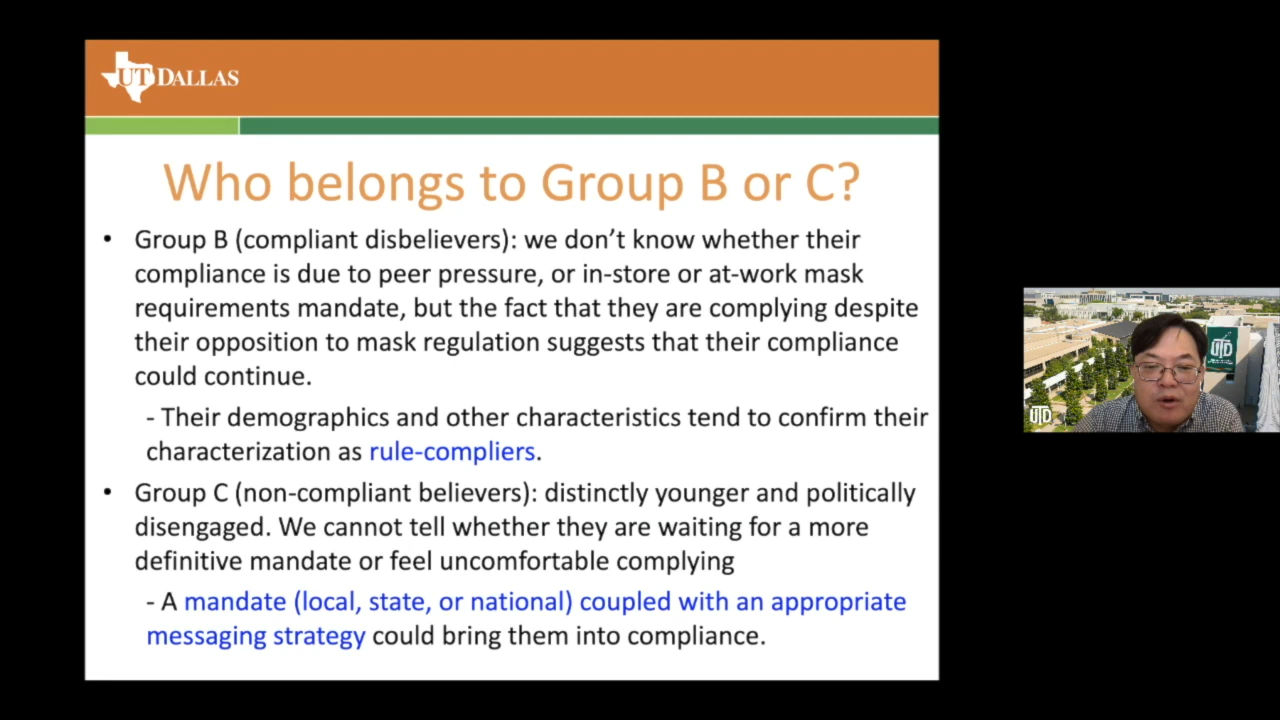 UT DALLAS
Who belongs to Group B or C?
• Group B (compliant disbelievers): we don’t know whether their
compliance is due to peer pressure, or in-store or at-work mask
requirements mandate, but the fact that they are complying despite
their opposition to mask regulation suggests that their compliance
could continue.
- Their demographics and other characteristics tend to confirm their
characterization as rule-compliers.
• Group C (non-compliant believers): distinctly younger and politically
disengaged. We cannot tell whether they are waiting for a more
definitive mandate or feel uncomfortable complying
- A mandate (local, state, or national) coupled with an appropriate
messaging strategy could bring them into compliance.
UTD
UTD